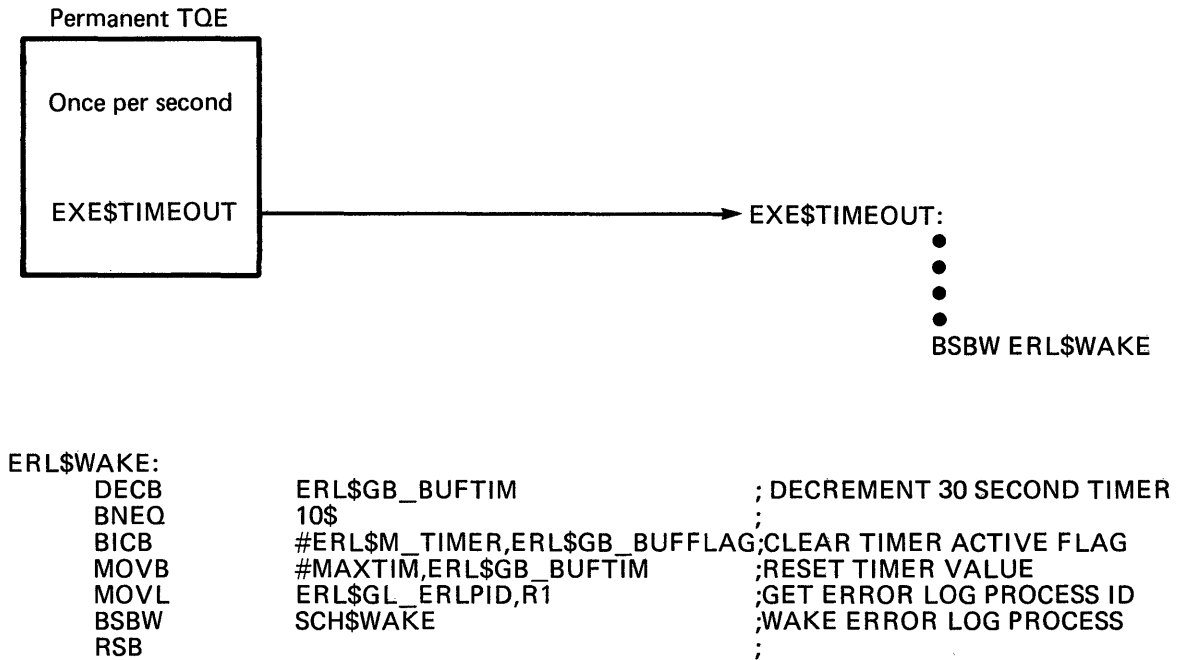 Permanent TQE
Once per second
EXE$TIMEOUT
EXE$TIMEOUT:
BSBW ERL$WAKE
ERL$WAKE:
DECB ERL$GB_BUFTIM ; DECREMENT 30 SECOND TIMER
BNEQ 10$ ;
BICB #ERL$M_TIMER,ERL$GB_BUFFLAG;CLEAR TIMER ACTIVE FLAG
MOVB #MAXTIM,ERL$GB_BUFTIM ;RESET TIMER VALUE
MOVL ERL$GL_ERLPID,R1 ;GET ERROR LOG PROCESS ID
BSBW SCH$WAKE ;WAKE ERROR LOG PROCESS
RSB ;